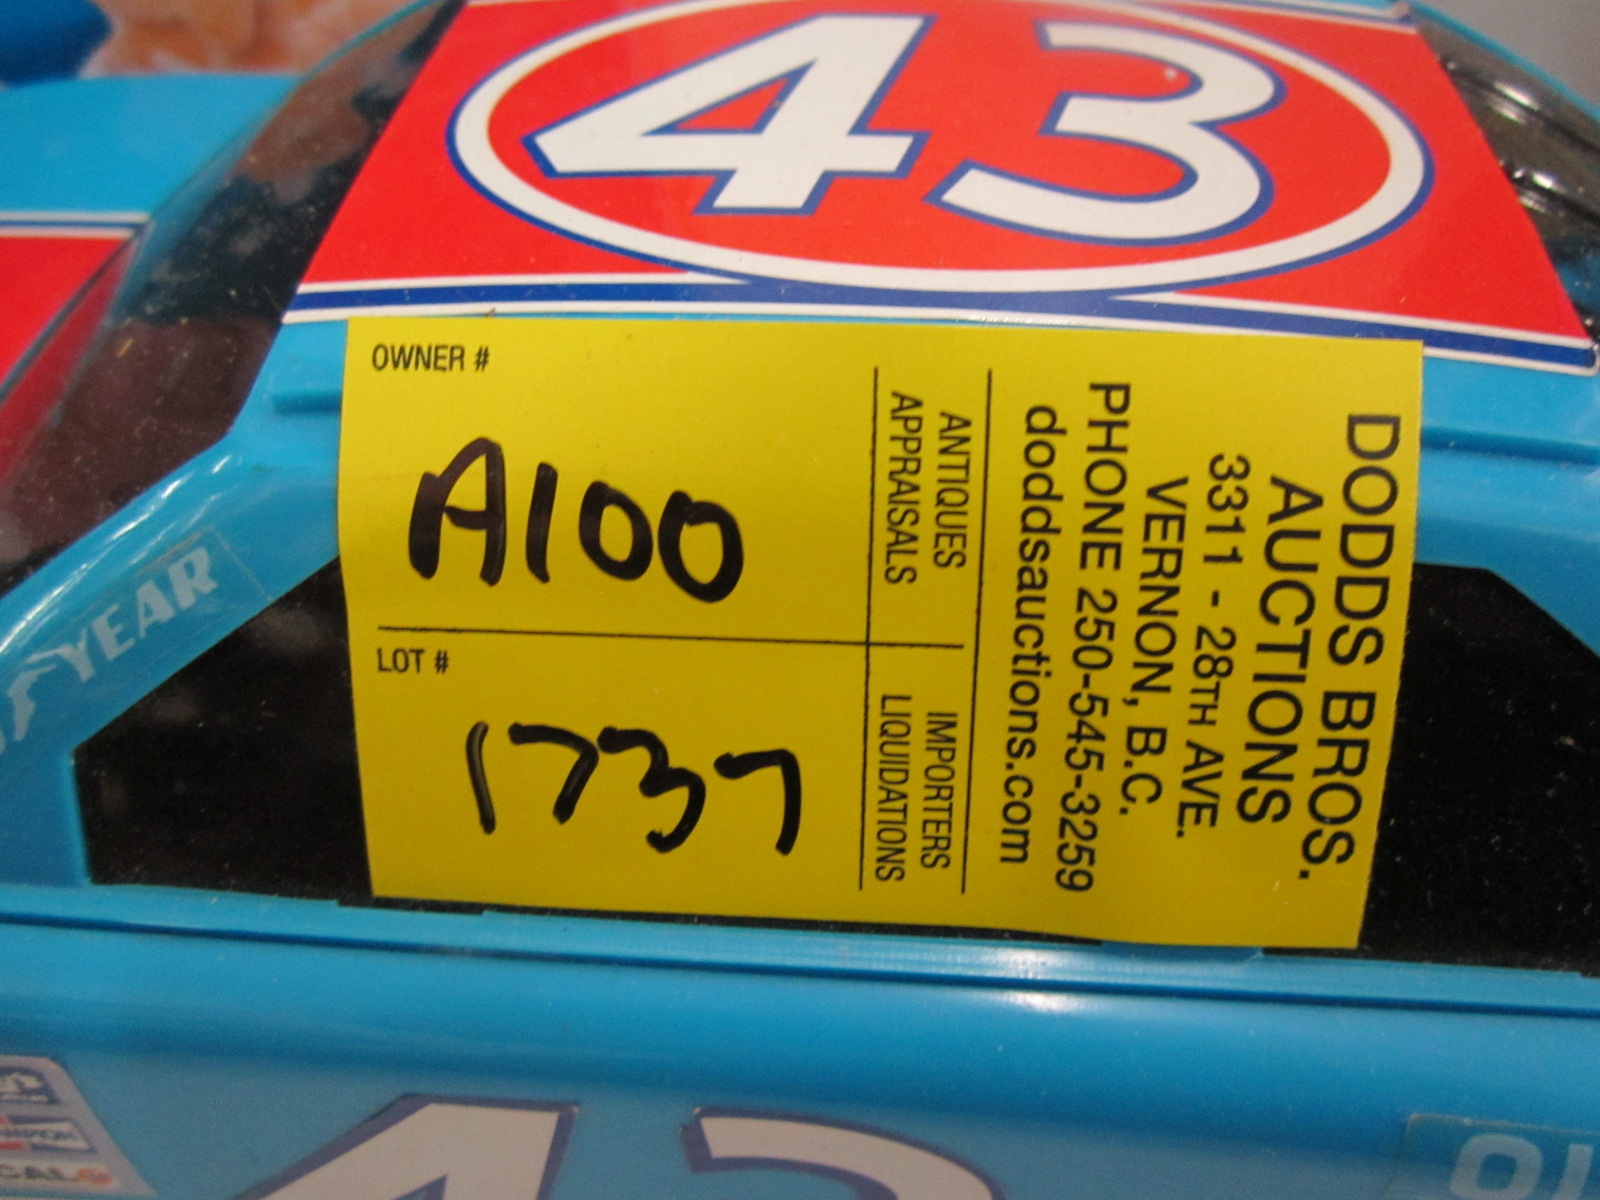 43
OWNER #
A100
LOT #
1737
ANTIQUES
APPRAISALS
IMPORTERS
LIQUIDATIONS
DODDS BROS.
AUCTIONS
3311 - 28TH AVE.
VERNON, B.C.
PHONE 250-545-3259
doddsauctions.com
YEAR
43